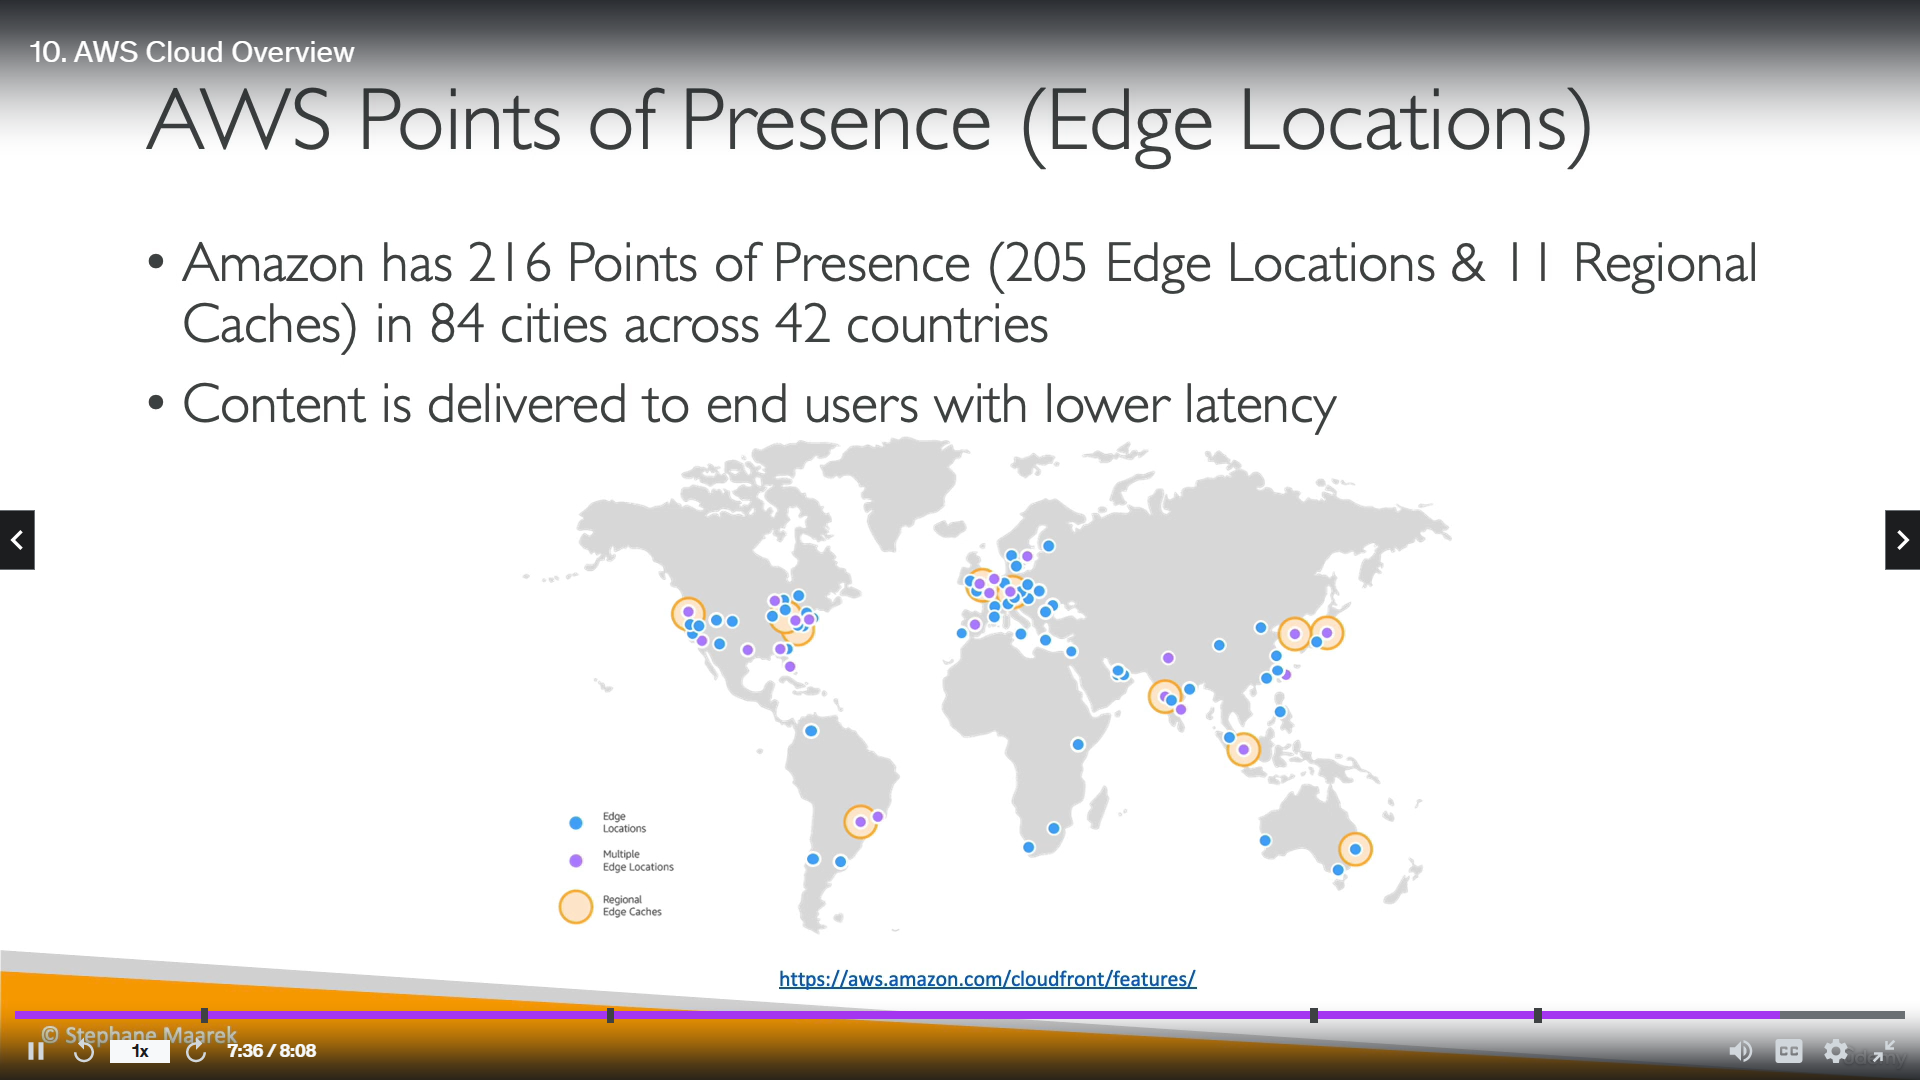 10. AWS Cloud Overview
AWS Points of Presence (Edge Locations)
• Amazon has 216 Points of Presence (205 Edge Locations & 11 Regional
Caches) in 84 cities across 42 countries
• Content is delivered to end users with lower latency
Edge
Locations
Multiple
Edge Locations
Regional
Edge Caches
https://aws.amazon.com/cloudfront/features/
© Stephane Maarek
1x
7:36 / 8:08
CC
udemy